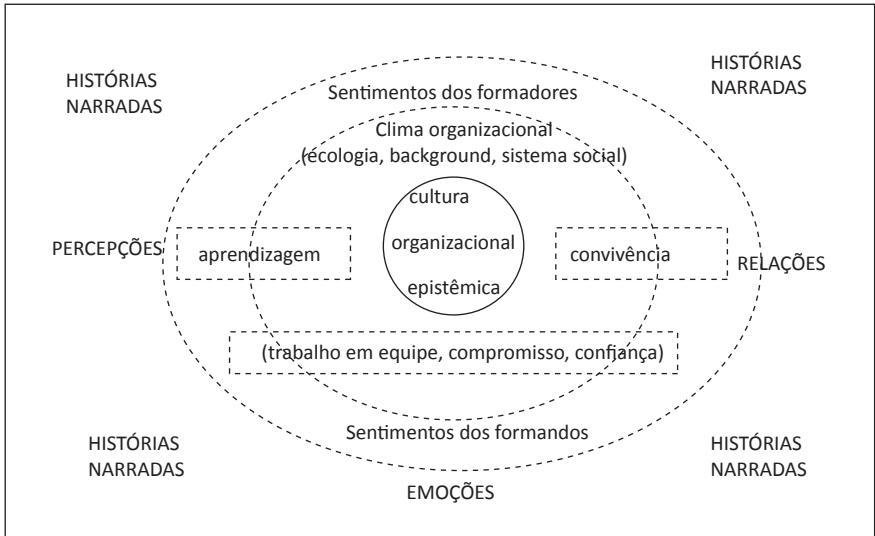 HISTÓRIAS
NARRADAS
HISTÓRIAS
NARRADAS
Sentimentos dos formadores
Clima organizacional
(ecologia, background, sistema social)
cultura
organizacional
epistêmica
PERCEPÇÕES
aprendizagem
convivência
RELAÇÕES
(trabalho em equipe, compromisso, confiança)
Sentimentos dos formandos
HISTÓRIAS
NARRADAS
HISTÓRIAS
NARRADAS
EMOÇÕES